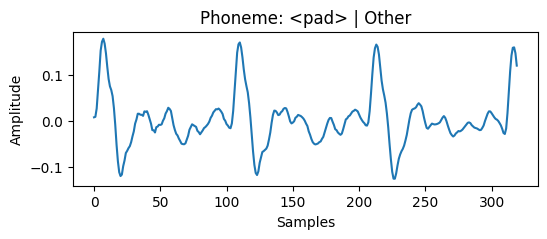 Phoneme: <pad> | Other
Amplitude
0.1
0.0
−0.1
0 50 100 150 200 250 300
Samples